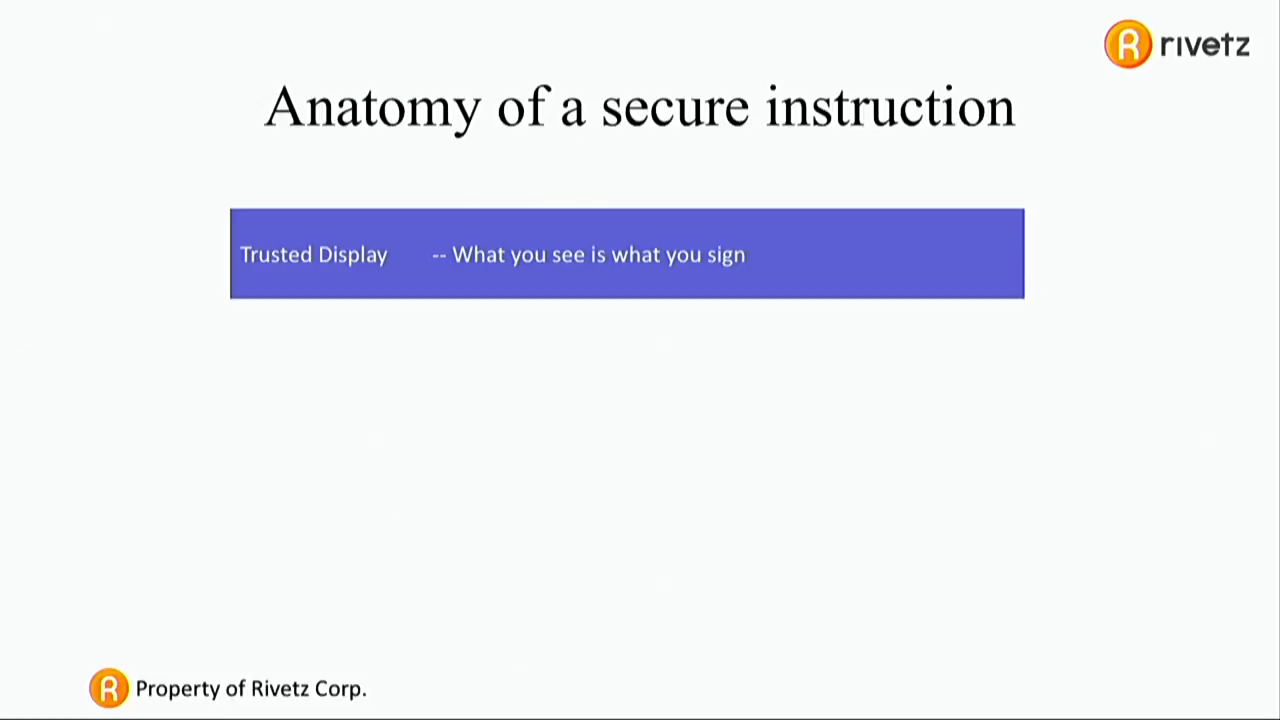 rivetz
Anatomy of a secure instruction
Trusted Display -- What you see is what you sign
Property of Rivetz Corp.